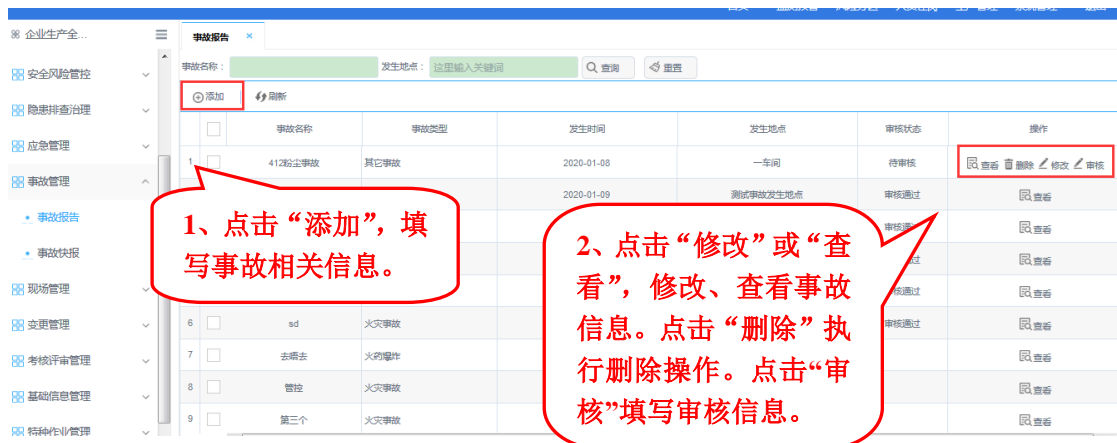 企业生产全...
事故报告 ×
安全风险管控
隐患排查治理
应急管理
事故管理
事故报告
事故快报
现场管理
变更管理
考核评审管理
基础信息管理
特种作业管理
事故名称： 发生地点： 这里输入关键词 查询 重置
添加 刷新
事故名称 事故类型 发生时间 发生地点 审核状态 操作
1 412粉尘事故 其它事故 2020-01-08 一车间 待审核 查看 删除 修改 审核
2020-01-09 测试事故发生地点 审核通过 查看
查看
查看
查看
6 sd 火灾事故 审核通过 查看
7 去唔去 火药爆炸 查看
8 管控 火灾事故 查看
9 第三个 火灾事故 查看
1、点击“添加”，填
写事故相关信息。
2、点击“修改”或“查
看”，修改、查看事故
信息。点击“删除”执
行删除操作。点击“审
核”填写审核信息。